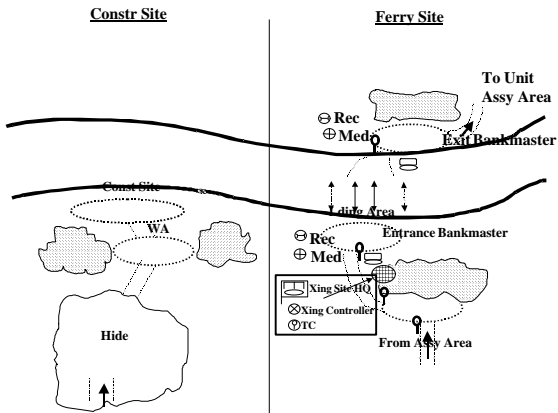 Constr Site
Ferry Site
To Unit
Assy Area
Rec
Med
Exit Bankmaster
Const Site
Lding Area
WA
Entrance Bankmaster
Rec
Med
Xing Site HQ
Xing Controller
TC
Hide
From Assy Area